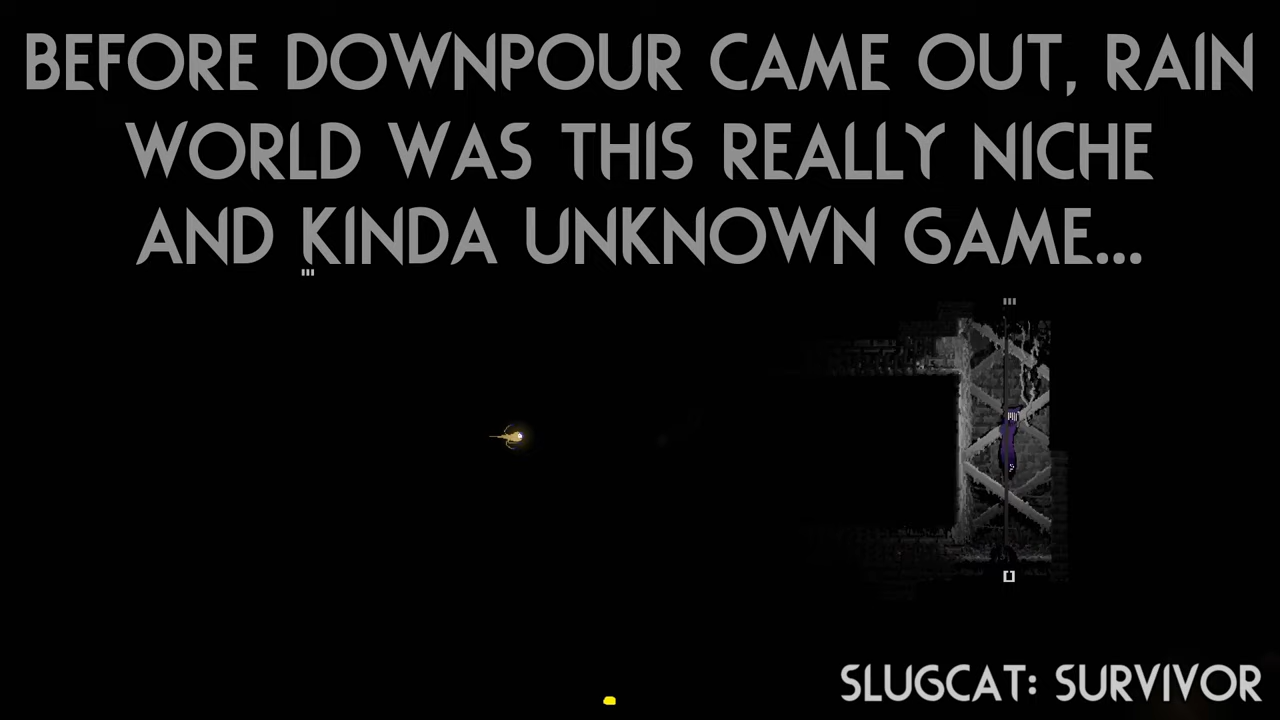 BEFORE DOWNPOUR CAME OUT, RAIN
WORLD WAS THIS REALLY NICHE
AND KINDA UNKNOWN GAME...
SLUGCAT: SURVIVOR